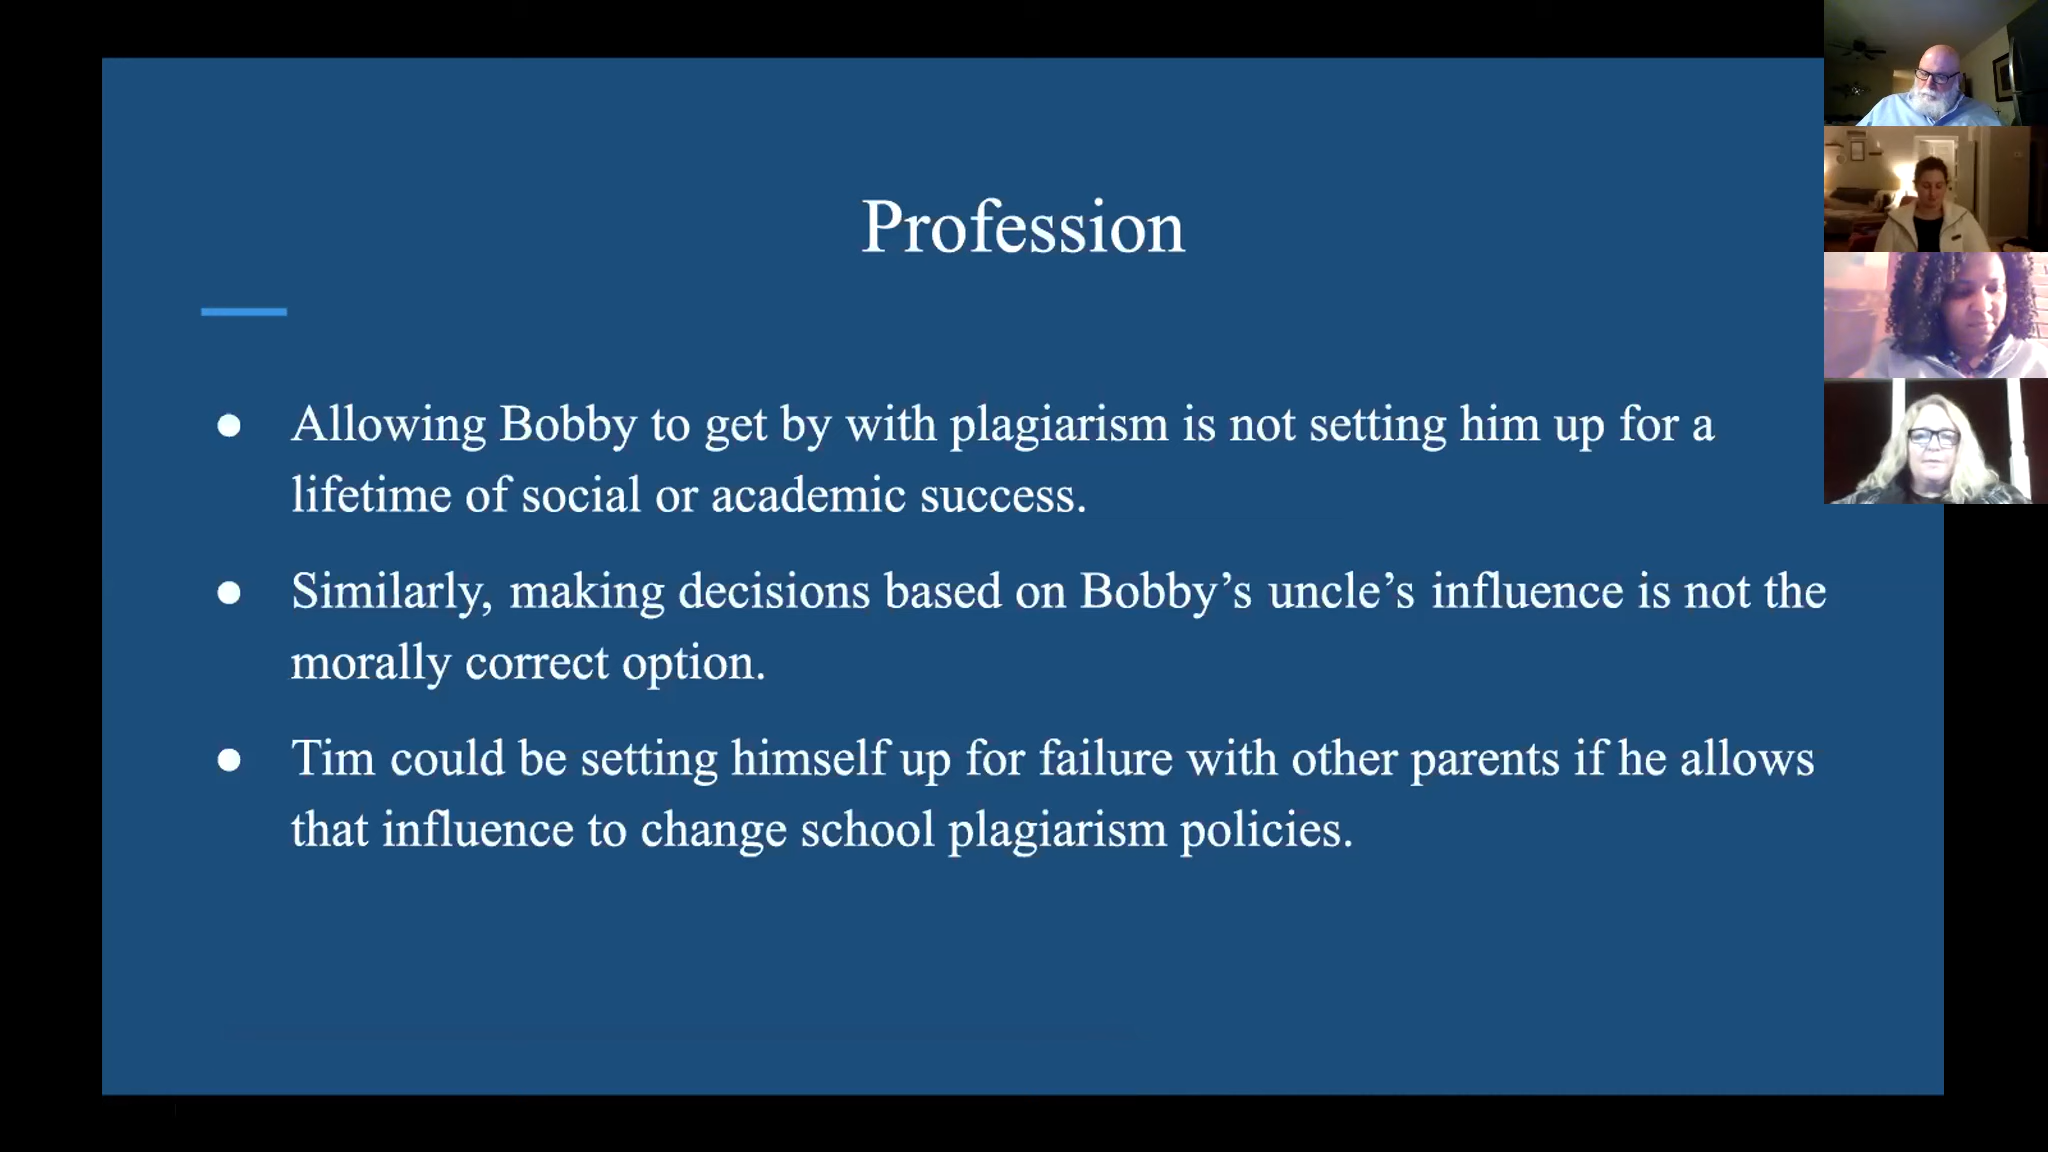 Profession
● Allowing Bobby to get by with plagiarism is not setting him up for a
lifetime of social or academic success.
● Similarly, making decisions based on Bobby’s uncle’s influence is not the
morally correct option.
● Tim could be setting himself up for failure with other parents if he allows
that influence to change school plagiarism policies.